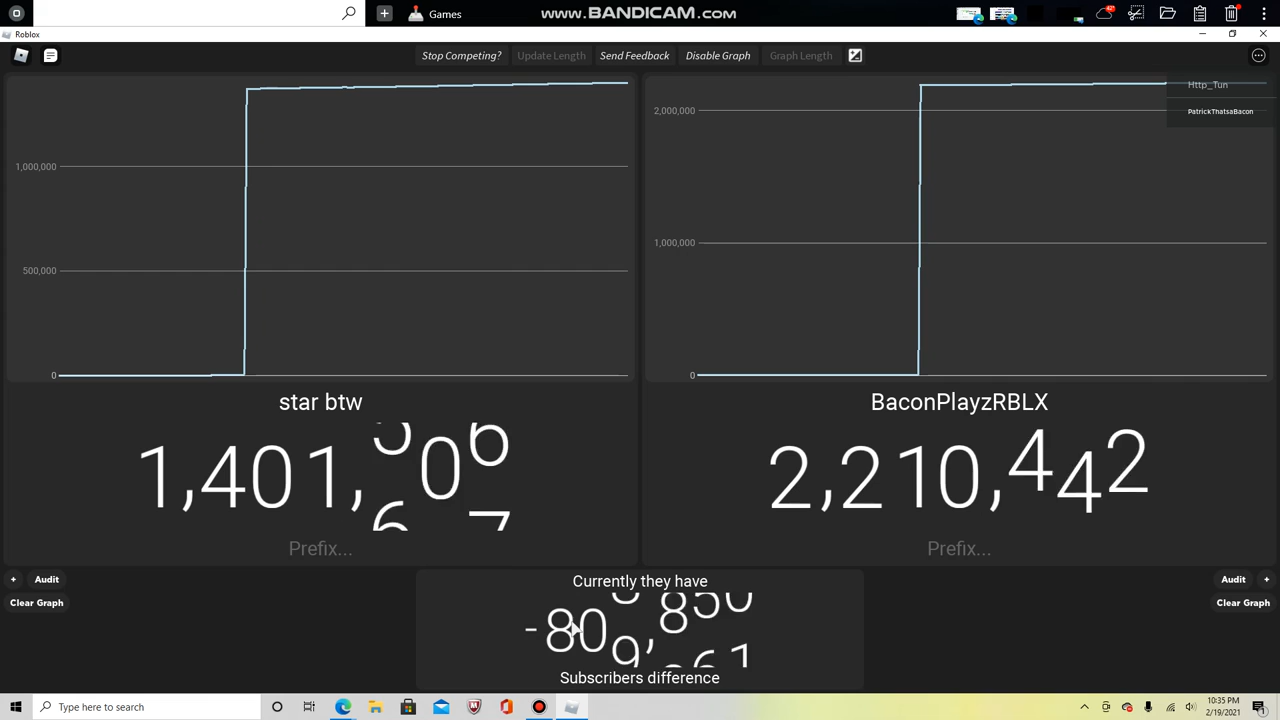 Games
www.BANDICAM.com
42
Roblox
Stop Competing?
Update Length
Send Feedback
Disable Graph
Graph Length
1,000,000
500,000
0
2,000,000
1,000,000
0
Http_Tun
PatrickThatsaBacon
star btw
BaconPlayzRBLX
2,210,442
Prefix...
Prefix...
+
Audit
Clear Graph
Currently they have
Subscribers difference
Audit
+
Clear Graph
Type here to search
10:35 PM
2/19/2021
1